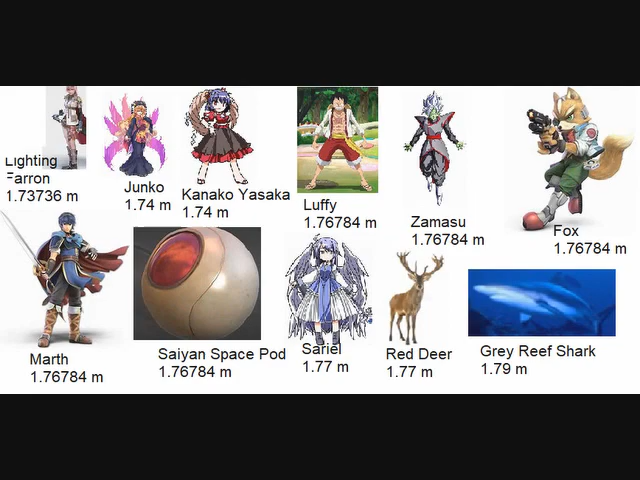 Lighting
Farron
1.73736 m
Junko
1.74 m
Kanako Yasaka
1.74 m
Luffy
1.76784 m
Zamasu
1.76784 m
Fox
1.76784 m
Marth
1.76784 m
Saiyan Space Pod
1.76784 m
Sariel
1.77 m
Red Deer
1.77 m
Grey Reef Shark
1.79 m